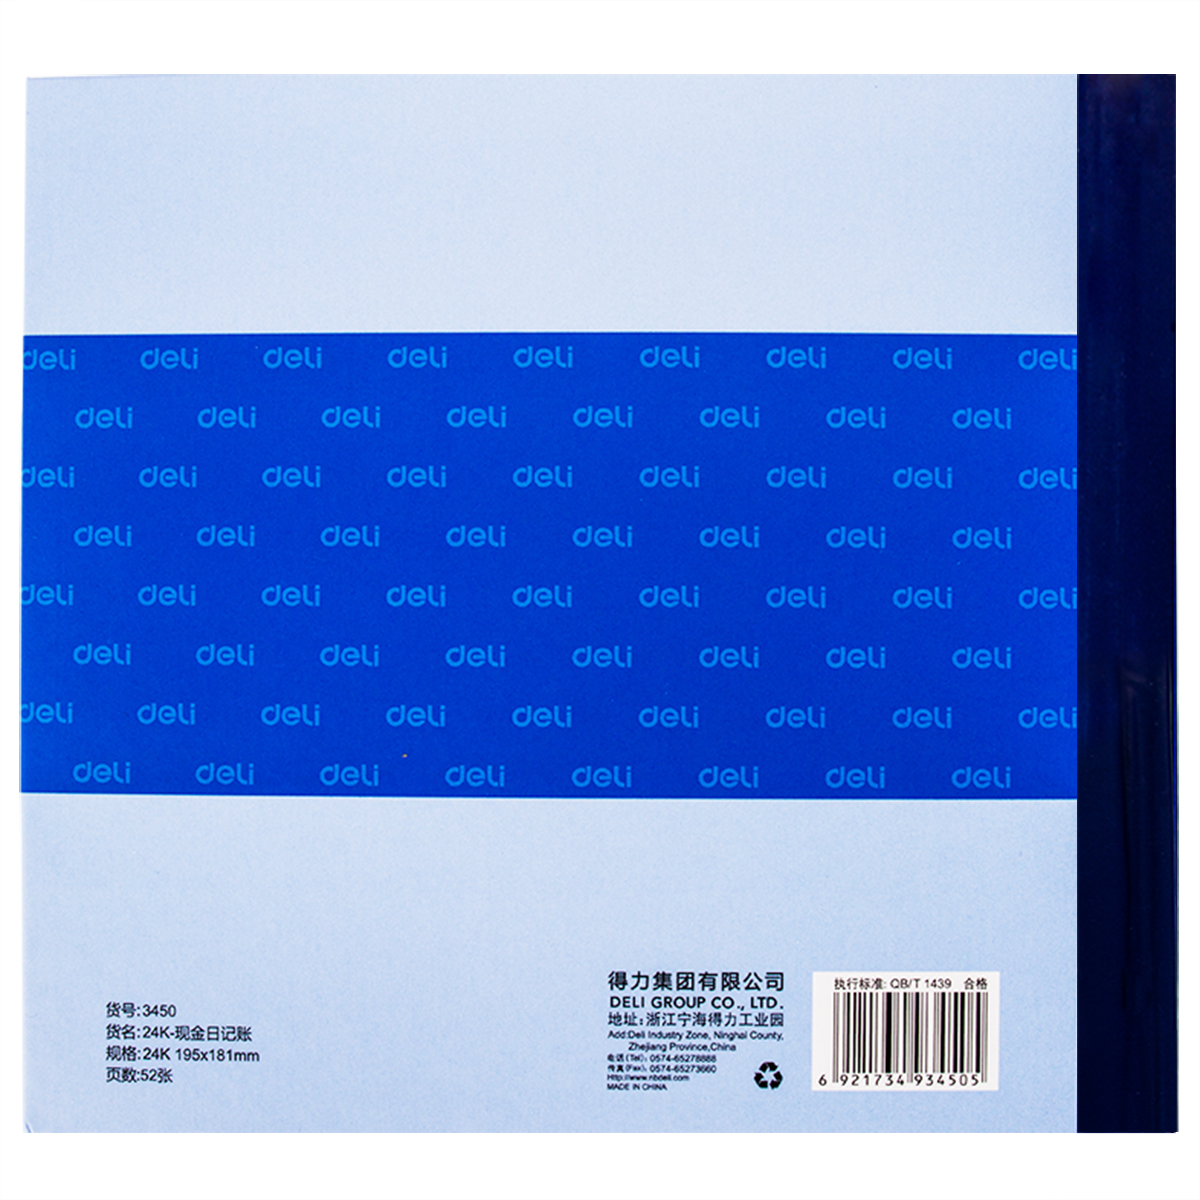 deli deli deli deli deli deli deli deli deli
deli deli deli deli deli deli deli deli
deli deli deli deli deli deli deli deli deli
deli deli deli deli deli deli deli deli
deli deli deli deli deli deli deli deli deli
deli deli deli deli deli deli deli deli
deli deli deli deli deli deli deli deli deli
deli deli deli deli deli deli deli deli
货号:3450
货名:24K-现金日记账
规格:24K 195x181mm
页数:52张
得力集团有限公司
DELI GROUP CO., LTD.
地址:浙江宁海得力工业园
Add:Deli Industry Zone, Ninghai County,
Zhejiang Province,China
电话(Tel): 0574-65278888
传真(Fax): 0574-65273660
Http://www.nbdeli.com
MADE IN CHINA
执行标准: QB/T 1439 合格
6 921734 934505